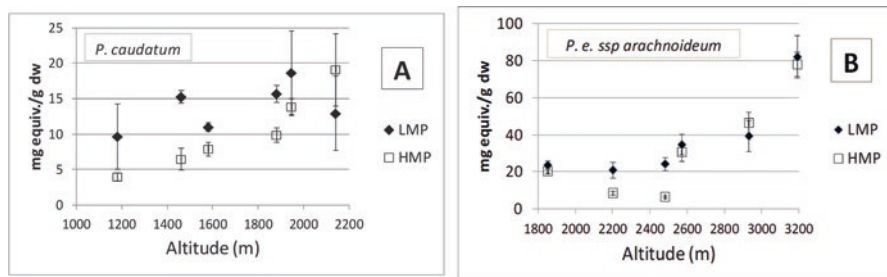 P. caudatum
A
25
20
15
10
5
0
mg equiv./g dw
1000 1200 1400 1600 1800 2000 2200
Altitude (m)
LMP
HMP
P. e. ssp arachnoideum
B
100
80
60
40
20
0
mg equiv./g dw
1800 2000 2200 2400 2600 2800 3000 3200
Altitude (m)
LMP
HMP